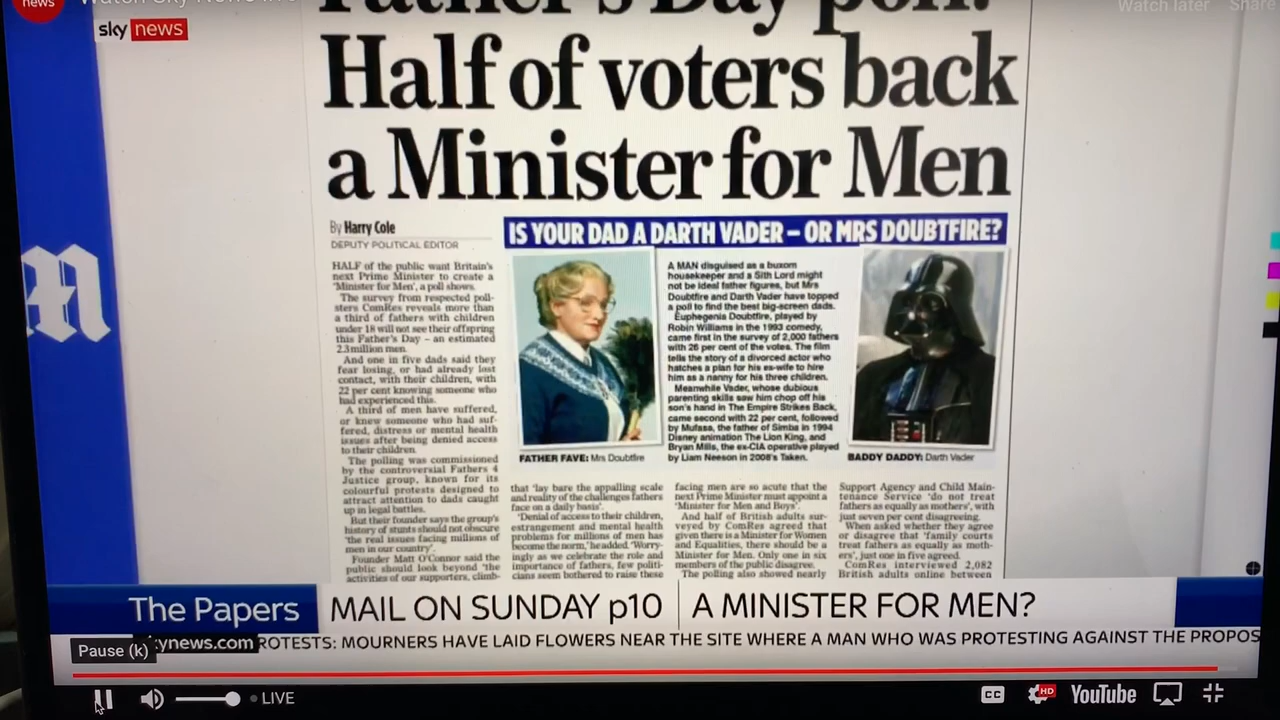 news
Watch Sky News
Watch later
Share
sky news
Father's Day poll:
Half of voters back
a Minister for Men
By Harry Cole
DEPUTY POLITICAL EDITOR
HALF of the public want Britain's
next Prime Minister to create a
'Minister for Men', a poll shows.
The survey from respected poll-
sters ComRes reveals more than
a third of fathers with children
under 18 will not see their offspring
this Father's Day – an estimated
2.3million men.
And one in five dads said they
fear losing, or had already lost
contact, with their children, with
22 per cent knowing someone who
had experienced this.
A third of men have suffered,
or knew someone who had suf-
fered, distress or mental health
issues after being denied access
to their children.
The polling was commissioned
by the controversial Fathers 4
Justice group, known for its
colourful protests designed to
attract attention to dads caught
up in legal battles.
But their founder says the group's
history of stunts should not obscure
'the real issues facing millions of
men in our country'.
Founder Matt O'Connor said the
public should look beyond 'the
activities of our supporters, climb-
IS YOUR DAD A DARTH VADER – OR MRS DOUBTFIRE?
A MAN disguised as a buxom
housekeeper and a Sith Lord might
not be ideal father figures, but Mrs
Doubtfire and Darth Vader have topped
a poll to find the best big-screen dads.
Euphegenia Doubtfire, played by
Robin Williams in the 1993 comedy,
came first in the survey of 2,000 fathers
with 26 per cent of the votes. The film
tells the story of a divorced actor who
hatches a plan for his ex-wife to hire
him as a nanny for his three children.
Meanwhile Vader, whose dubious
parenting skills saw him chop off his
son's hand in The Empire Strikes Back,
came second with 22 per cent, followed
by Mufasa, the father of Simba in 1994
Disney animation The Lion King, and
Bryan Mills, the ex-CIA operative played
by Liam Neeson in 2008's Taken.
FATHER FAVE: Mrs Doubtfire
BADDY DADDY: Darth Vader
that 'lay bare the appalling scale
and reality of the challenges fathers
face on a daily basis'.
'Denial of access to their children,
estrangement and mental health
problems for millions of men has
become the norm,' he added. 'Worry-
ingly as we celebrate the role and
importance of fathers, few politi-
cians seem bothered to raise these
facing men are so acute that the
next Prime Minister must appoint a
'Minister for Men and Boys'.
And half of British adults sur-
veyed by ComRes agreed that
given there is a Minister for Women
and Equalities, there should be a
Minister for Men. Only one in six
members of the public disagree.
The polling also showed nearly
Support Agency and Child Main-
tenance Service 'do not treat
fathers as equally as mothers', with
just seven per cent disagreeing.
When asked whether they agree
or disagree that 'family courts
treat fathers as equally as moth-
ers', just one in five agreed.
ComRes interviewed 2,082
British adults online between
The Papers
MAIL ON SUNDAY p10
A MINISTER FOR MEN?
Pause (k)
kynews.com
ROTESTS: MOURNERS HAVE LAID FLOWERS NEAR THE SITE WHERE A MAN WHO WAS PROTESTING AGAINST THE PROPOS
LIVE
CC
HD
YouTube